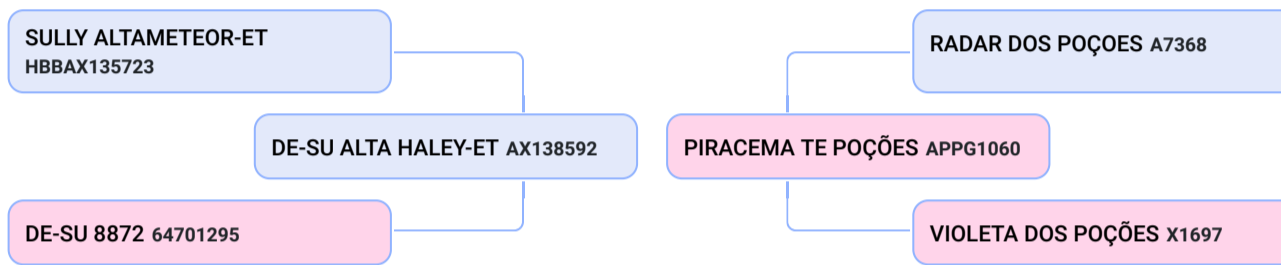 SULLY ALTAMETEOR-ET
HBBAX135723
RADAR DOS POÇOES A7368
DE-SU ALTA HALEY-ET AX138592
PIRACEMA TE POÇÕES APPG1060
DE-SU 8872 64701295
VIOLETA DOS POÇÕES X1697